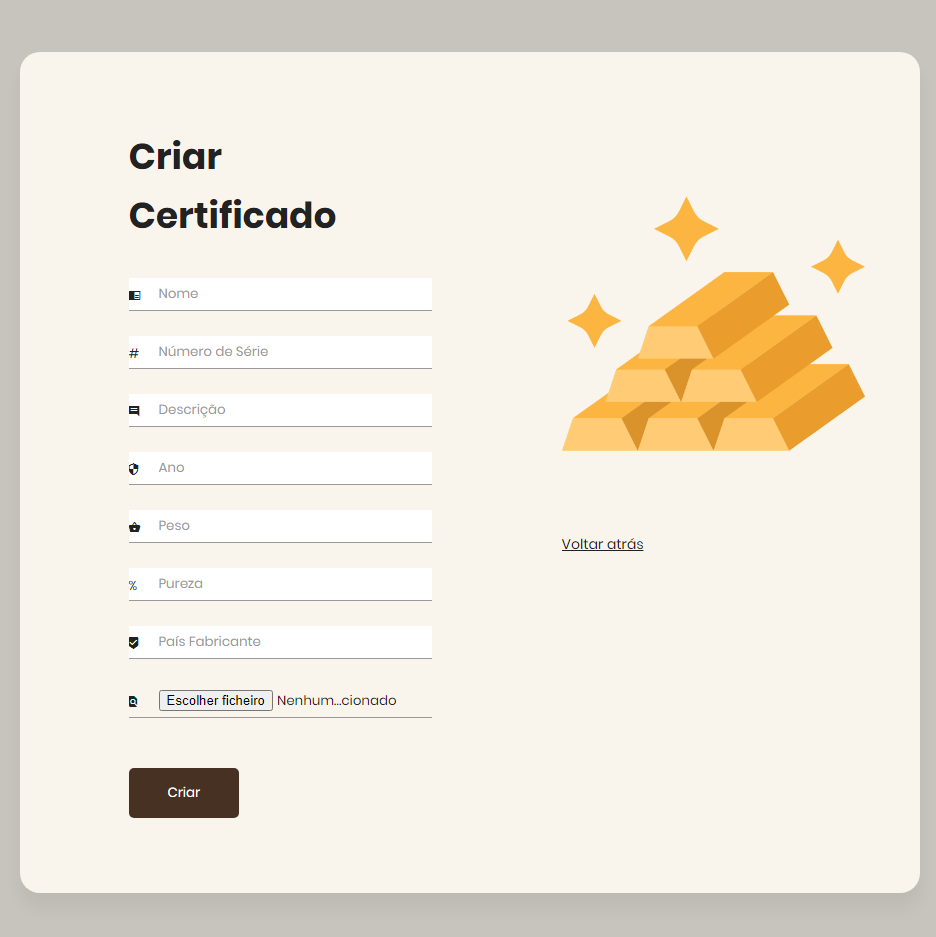 Criar
Certificado
Nome
# Número de Série
Descrição
Ano
Peso
% Pureza
País Fabricante
Escolher ficheiro Nenhum...cionado
Criar
Voltar atrás